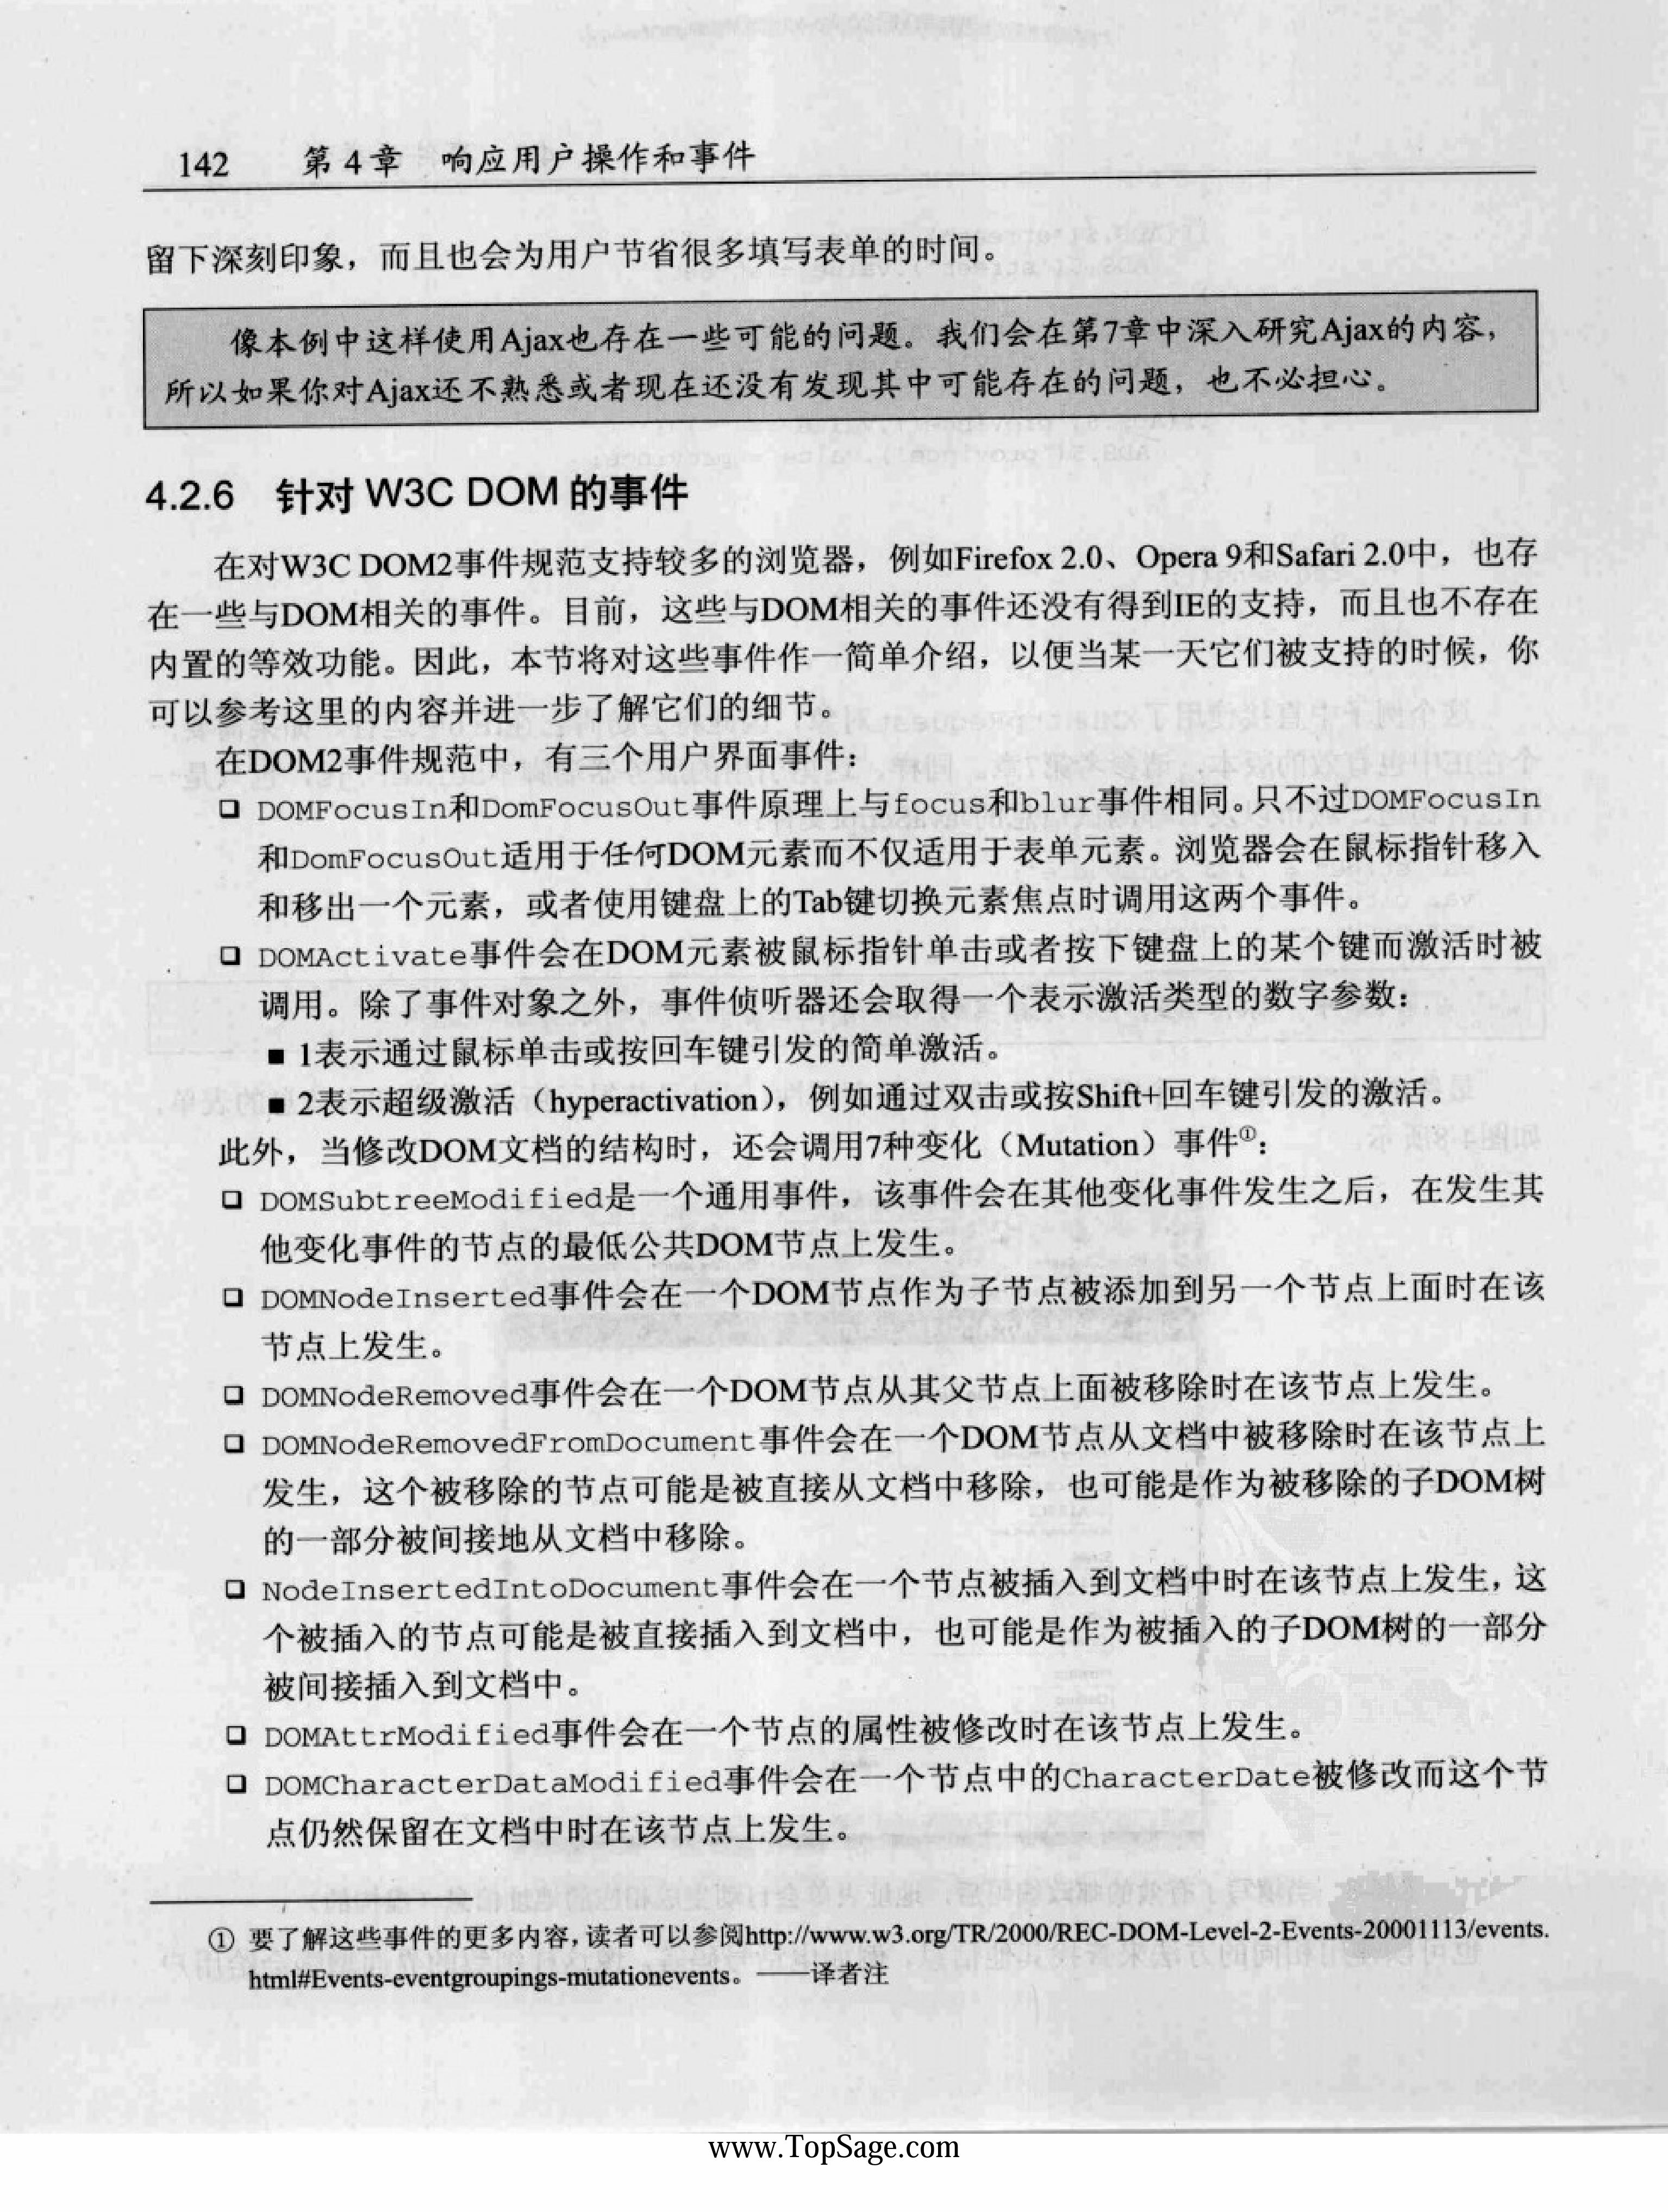 142 第4章 响应用户操作和事件
留下深刻印象，而且也会为用户节省很多填写表单的时间。
像本例中这样使用Ajax也存在一些可能的问题。我们会在第7章中深入研究Ajax的内容，
所以如果你对Ajax还不熟悉或者现在还没有发现其中可能存在的问题，也不必担心。
4.2.6 针对 W3C DOM 的事件
在对W3C DOM2事件规范支持较多的浏览器，例如Firefox 2.0、Opera 9和Safari 2.0中，也存
在一些与DOM相关的事件。目前，这些与DOM相关的事件还没有得到IE的支持，而且也不存在
内置的等效功能。因此，本节将对这些事件作一简单介绍，以便当某一天它们被支持的时候，你
可以参考这里的内容并进一步了解它们的细节。
在DOM2事件规范中，有三个用户界面事件：
❑ DOMFocusIn和DomFocusOut事件原理上与focus和blur事件相同。只不过DOMFocusIn
和DomFocusOut适用于任何DOM元素而不仅适用于表单元素。浏览器会在鼠标指针移入
和移出一个元素，或者使用键盘上的Tab键切换元素焦点时调用这两个事件。
❑ DOMActivate事件会在DOM元素被鼠标指针单击或者按下键盘上的某个键而激活时被
调用。除了事件对象之外，事件侦听器还会取得一个表示激活类型的数字参数：
■ 1表示通过鼠标单击或按回车键引发的简单激活。
■ 2表示超级激活（hyperactivation），例如通过双击或按Shift+回车键引发的激活。
此外，当修改DOM文档的结构时，还会调用7种变化（Mutation）事件①：
❑ DOMSubtreeModified是一个通用事件，该事件会在其他变化事件发生之后，在发生其
他变化事件的节点的最低公共DOM节点上发生。
❑ DOMNodeInserted事件会在一个DOM节点作为子节点被添加到另一个节点上面时在该
节点上发生。
❑ DOMNodeRemoved事件会在一个DOM节点从其父节点上面被移除时在该节点上发生。
❑ DOMNodeRemovedFromDocument事件会在一个DOM节点从文档中被移除时在该节点上
发生，这个被移除的节点可能是被直接从文档中移除，也可能是作为被移除的子DOM树
的一部分被间接地从文档中移除。
❑ NodeInsertedIntoDocument事件会在一个节点被插入到文档中时在该节点上发生，这
个被插入的节点可能是被直接插入到文档中，也可能是作为被插入的子DOM树的一部分
被间接插入到文档中。
❑ DOMAttrModified事件会在一个节点的属性被修改时在该节点上发生。
❑ DOMCharacterDataModified事件会在一个节点中的CharacterDate被修改而这个节
点仍然保留在文档中时在该节点上发生。
① 要了解这些事件的更多内容，读者可以参阅http://www.w3.org/TR/2000/REC-DOM-Level-2-Events-20001113/events.
html#Events-eventgroupings-mutationevents。——译者注
www.TopSage.com